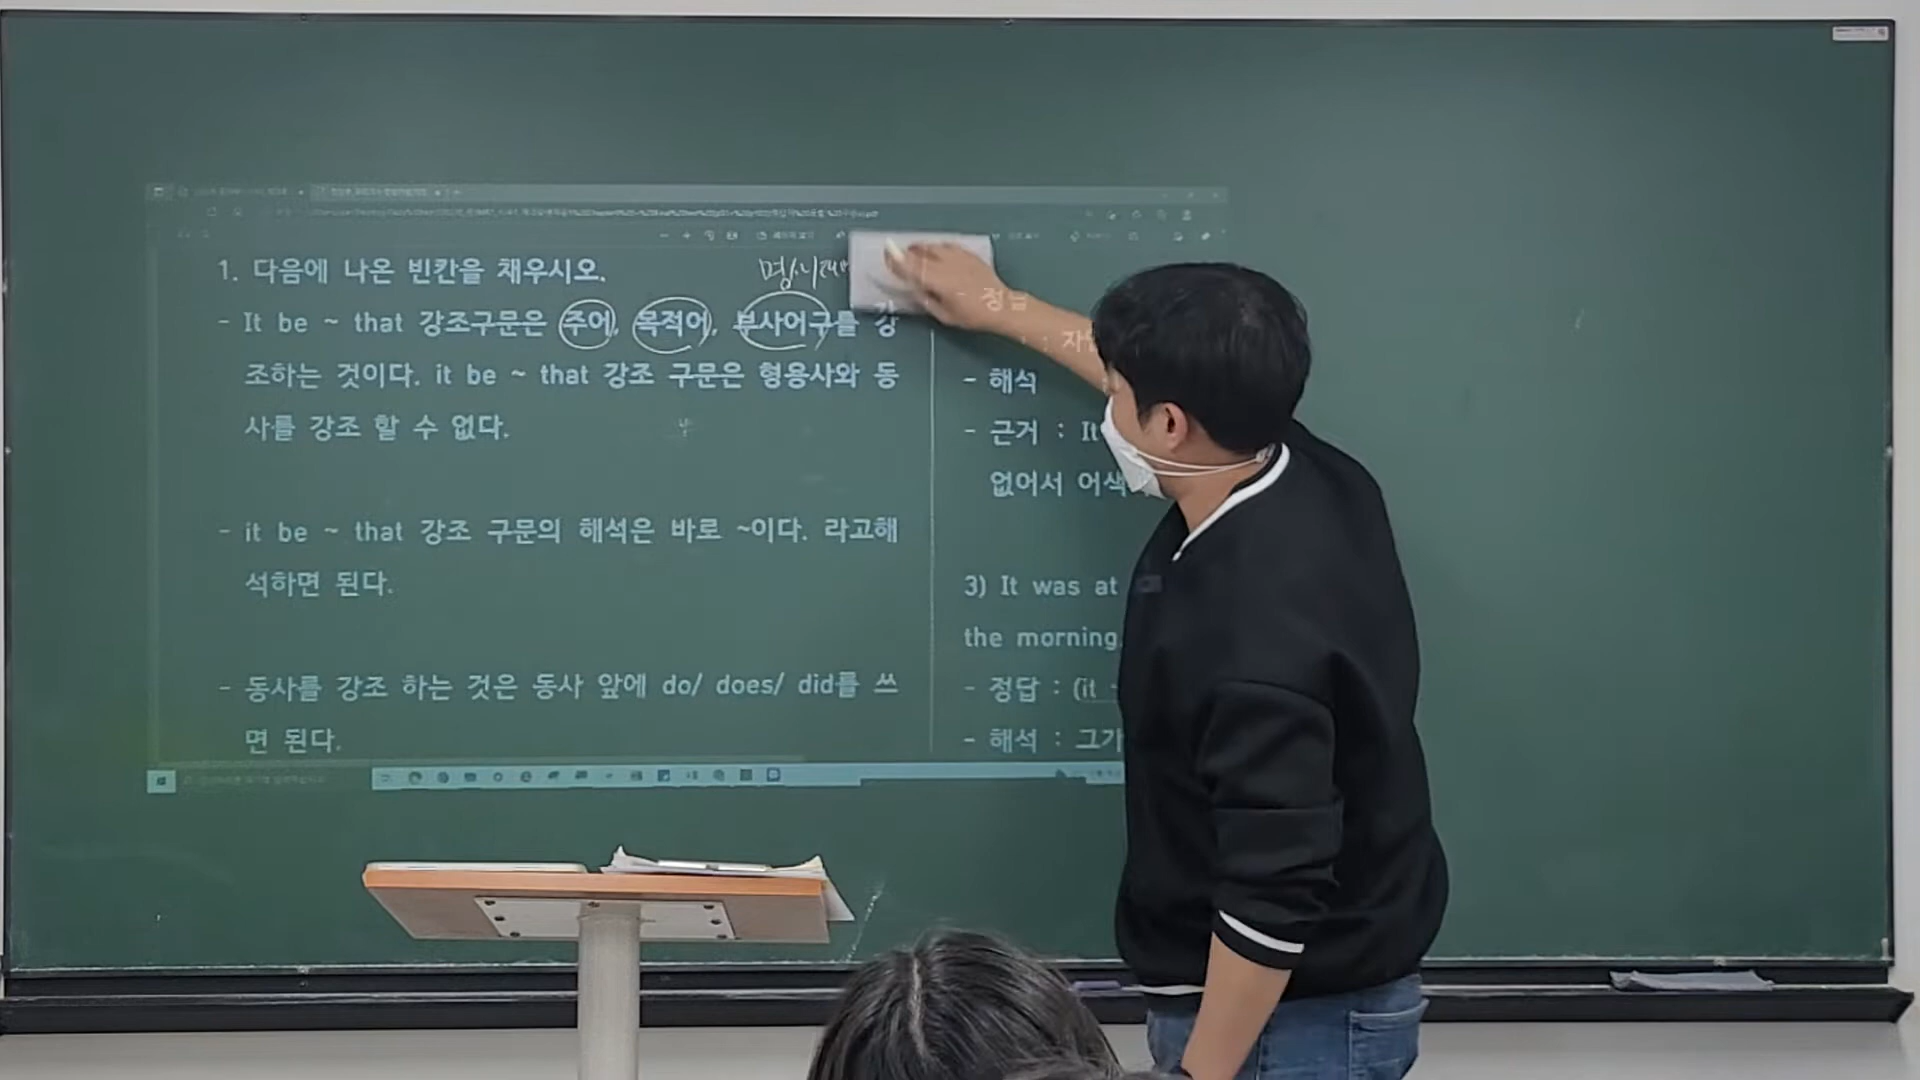 1. 다음에 나온 빈칸을 채우시오.
- It be ~ that 강조구문은 주어, 목적어, 부사어구를 강
조하는 것이다. it be ~ that 강조 구문은 형용사와 동
사를 강조 할 수 없다.
- it be ~ that 강조 구문의 해석은 바로 ~이다. 라고해
석하면 된다.
- 동사를 강조 하는 것은 동사 앞에 do/ does/ did를 쓰
면 된다.
- 정답
- 해석
- 근거 : It
없어서
3) It was at
the morning.
- 정답 : (it
- 해석 : 그가